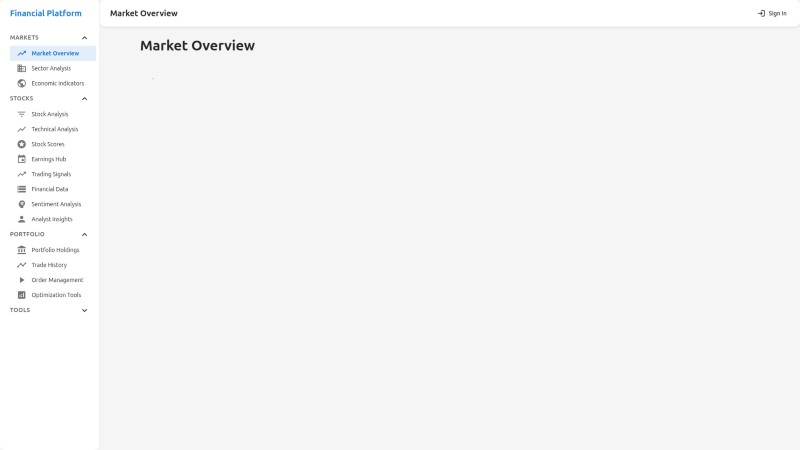 Financial Platform
Market Overview
Sign In
MARKETS
Market Overview
Sector Analysis
Economic Indicators
STOCKS
Stock Analysis
Technical Analysis
Stock Scores
Earnings Hub
Trading Signals
Financial Data
Sentiment Analysis
Analyst Insights
PORTFOLIO
Portfolio Holdings
Trade History
Order Management
Optimization Tools
TOOLS
Market Overview